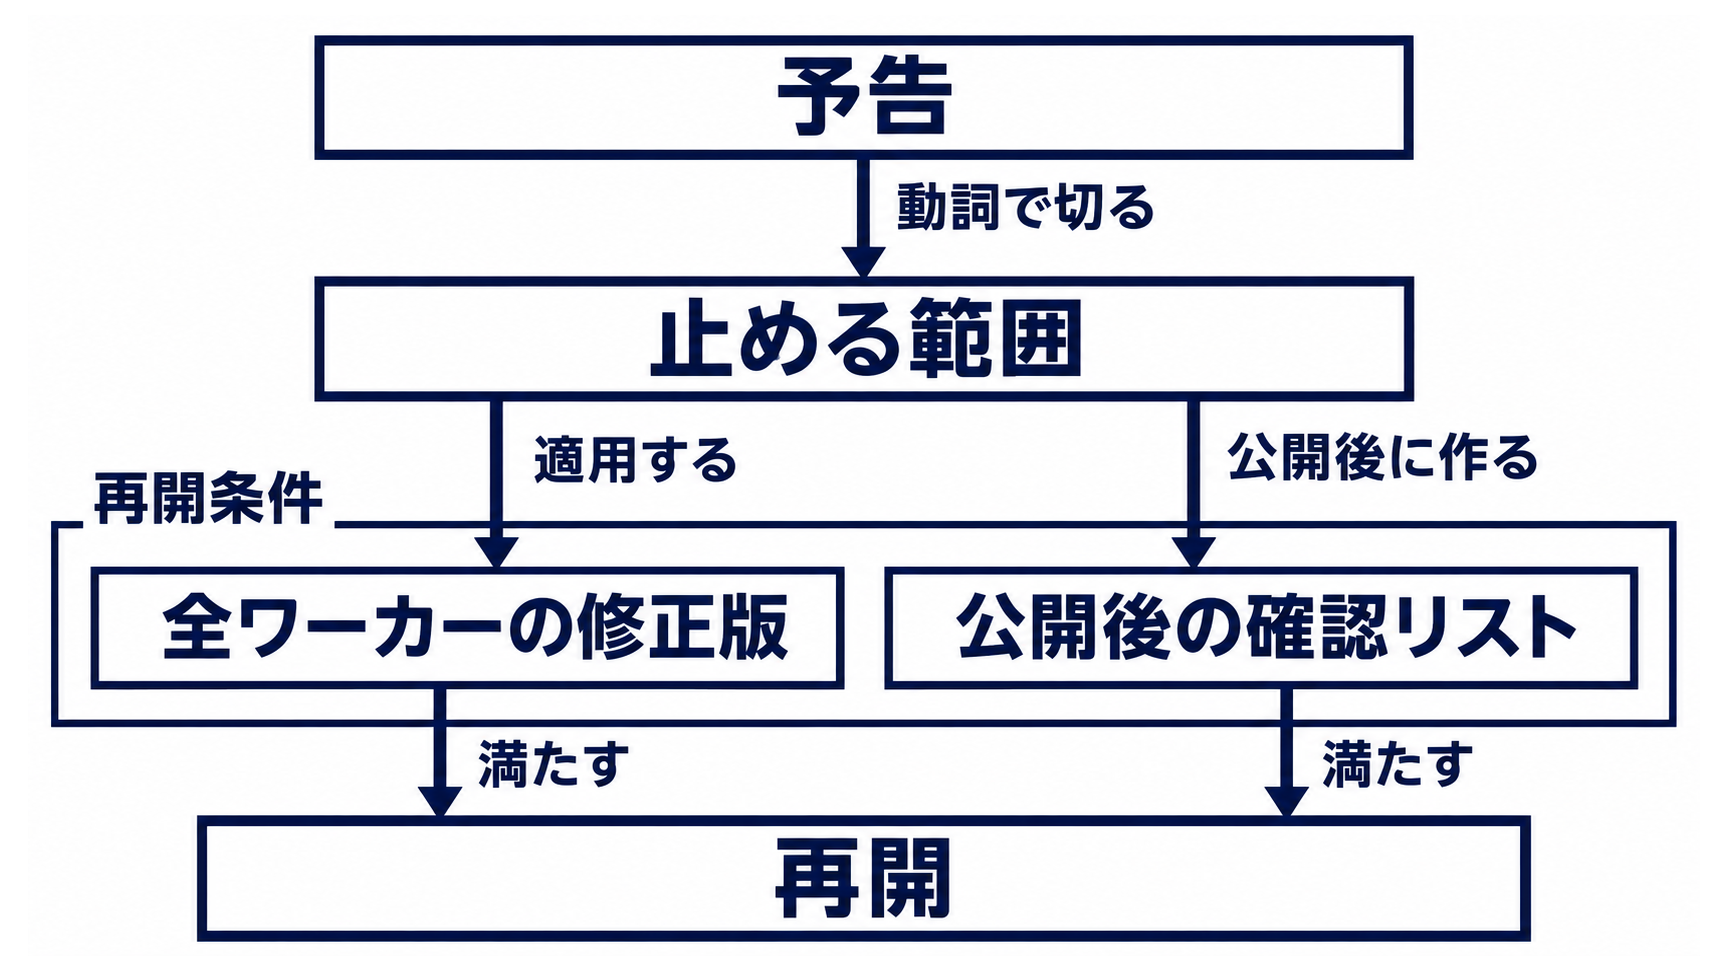 予告
動詞で切る
止める範囲
適用する
公開後に作る
再開条件
全ワーカーの修正版
公開後の確認リスト
満たす
満たす
再開